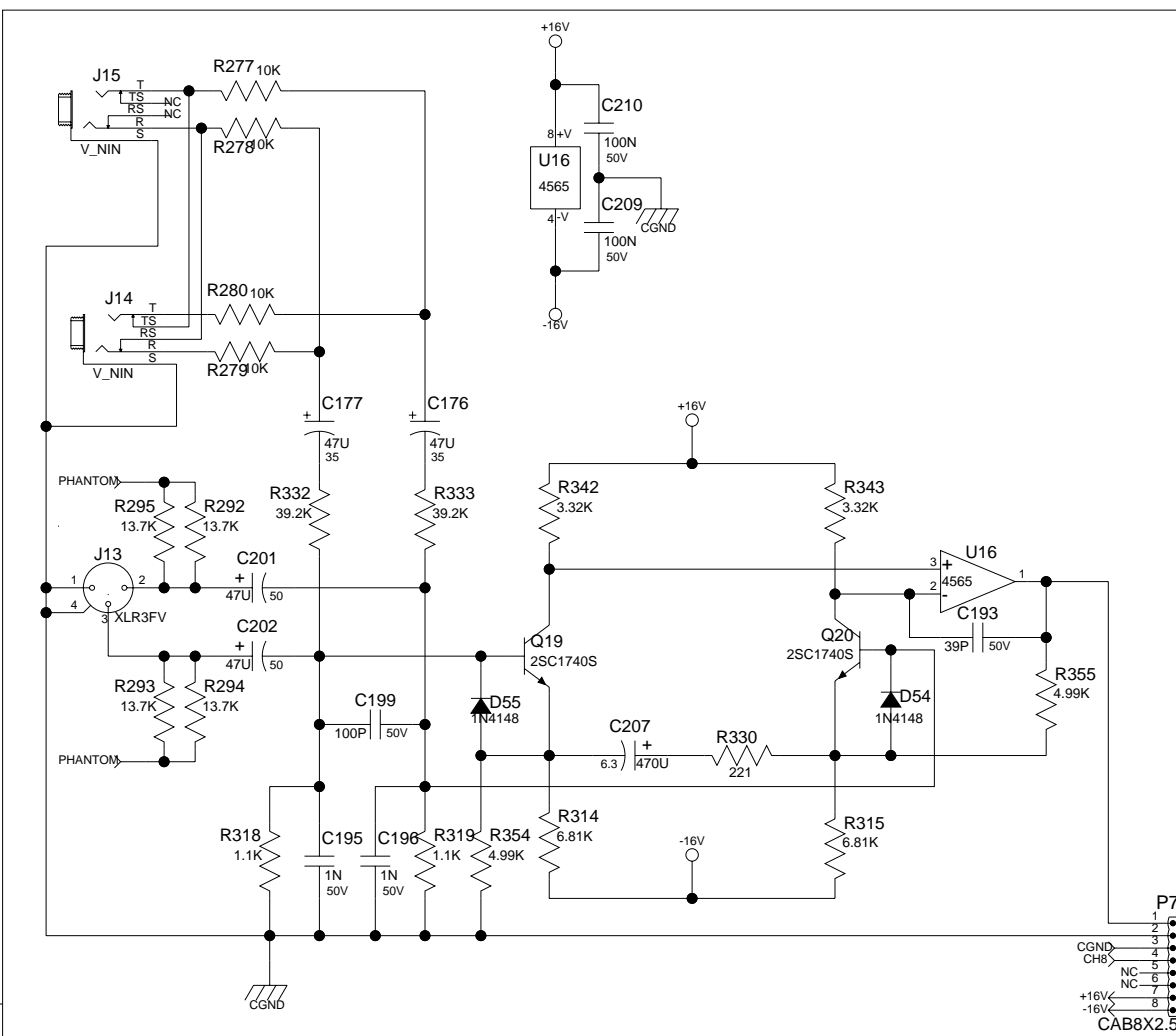 +16V
J15
T
TS
RS
R
S
NC
NC
V_NIN
R277
10K
R278
10K
C210
100N
50V
8
+V
U16
4565
4
-V
C209
100N
50V
CGND
-16V
J14
T
TS
RS
R
S
V_NIN
R280
10K
R279
10K
C177
+
47U
35
C176
+
47U
35
+16V
PHANTOM
R295
13.7K
R292
13.7K
R332
39.2K
R333
39.2K
R342
3.32K
R343
3.32K
J13
1
2
4
3
XLR3FV
C201
+
47U
50
C202
+
47U
50
U16
3
+
4565
2
-
1
C193
39P
50V
Q19
2SC1740S
Q20
2SC1740S
R355
4.99K
R293
13.7K
R294
13.7K
PHANTOM
C199
100P
50V
D55
1N4148
C207
+
6.3
470U
R330
221
D54
1N4148
R318
1.1K
C195
1N
50V
C196
1N
50V
R319
1.1K
R354
4.99K
R314
6.81K
-16V
R315
6.81K
CGND
P7
1
2
3
4
5
6
7
8
CGND
CH8
NC
NC
+16V
-16V
CAB8X2.5